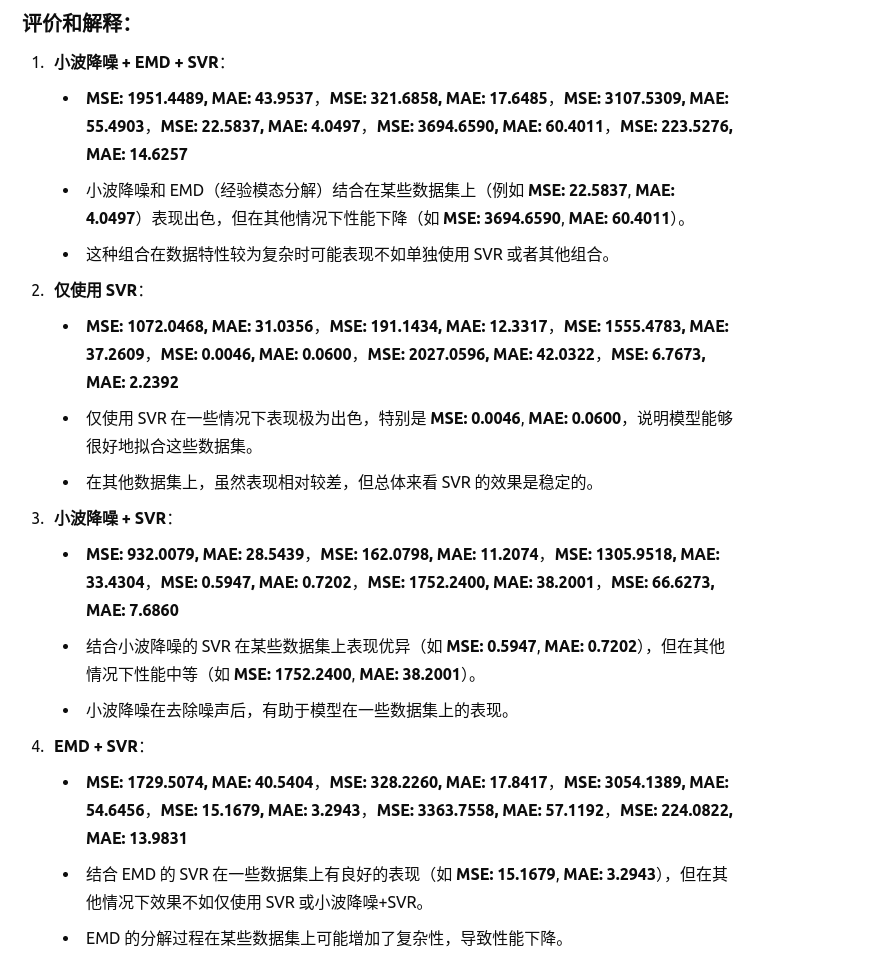 评价和解释：
1. 小波降噪 + EMD + SVR：
• MSE: 1951.4489, MAE: 43.9537，MSE: 321.6858, MAE: 17.6485，MSE: 3107.5309, MAE:
55.4903，MSE: 22.5837, MAE: 4.0497，MSE: 3694.6590, MAE: 60.4011，MSE: 223.5276,
MAE: 14.6257
• 小波降噪和 EMD（经验模态分解）结合在某些数据集上（例如 MSE: 22.5837, MAE:
4.0497）表现出色，但在其他情况下性能下降（如 MSE: 3694.6590, MAE: 60.4011）。
• 这种组合在数据特性较为复杂时可能表现不如单独使用 SVR 或者其他组合。
2. 仅使用 SVR：
• MSE: 1072.0468, MAE: 31.0356，MSE: 191.1434, MAE: 12.3317，MSE: 1555.4783, MAE:
37.2609，MSE: 0.0046, MAE: 0.0600，MSE: 2027.0596, MAE: 42.0322，MSE: 6.7673,
MAE: 2.2392
• 仅使用 SVR 在一些情况下表现极为出色，特别是 MSE: 0.0046, MAE: 0.0600，说明模型能够
很好地拟合这些数据集。
• 在其他数据集上，虽然表现相对较差，但总体来看 SVR 的效果是稳定的。
3. 小波降噪 + SVR：
• MSE: 932.0079, MAE: 28.5439，MSE: 162.0798, MAE: 11.2074，MSE: 1305.9518, MAE:
33.4304，MSE: 0.5947, MAE: 0.7202，MSE: 1752.2400, MAE: 38.2001，MSE: 66.6273,
MAE: 7.6860
• 结合小波降噪的 SVR 在某些数据集上表现优异（如 MSE: 0.5947, MAE: 0.7202），但在其他
情况下性能中等（如 MSE: 1752.2400, MAE: 38.2001）。
• 小波降噪在去除噪声后，有助于模型在一些数据集上的表现。
4. EMD + SVR：
• MSE: 1729.5074, MAE: 40.5404，MSE: 328.2260, MAE: 17.8417，MSE: 3054.1389, MAE:
54.6456，MSE: 15.1679, MAE: 3.2943，MSE: 3363.7558, MAE: 57.1192，MSE: 224.0822,
MAE: 13.9831
• 结合 EMD 的 SVR 在一些数据集上有良好的表现（如 MSE: 15.1679, MAE: 3.2943），但在其
他情况下效果不如仅使用 SVR 或小波降噪+SVR。
• EMD 的分解过程在某些数据集上可能增加了复杂性，导致性能下降。